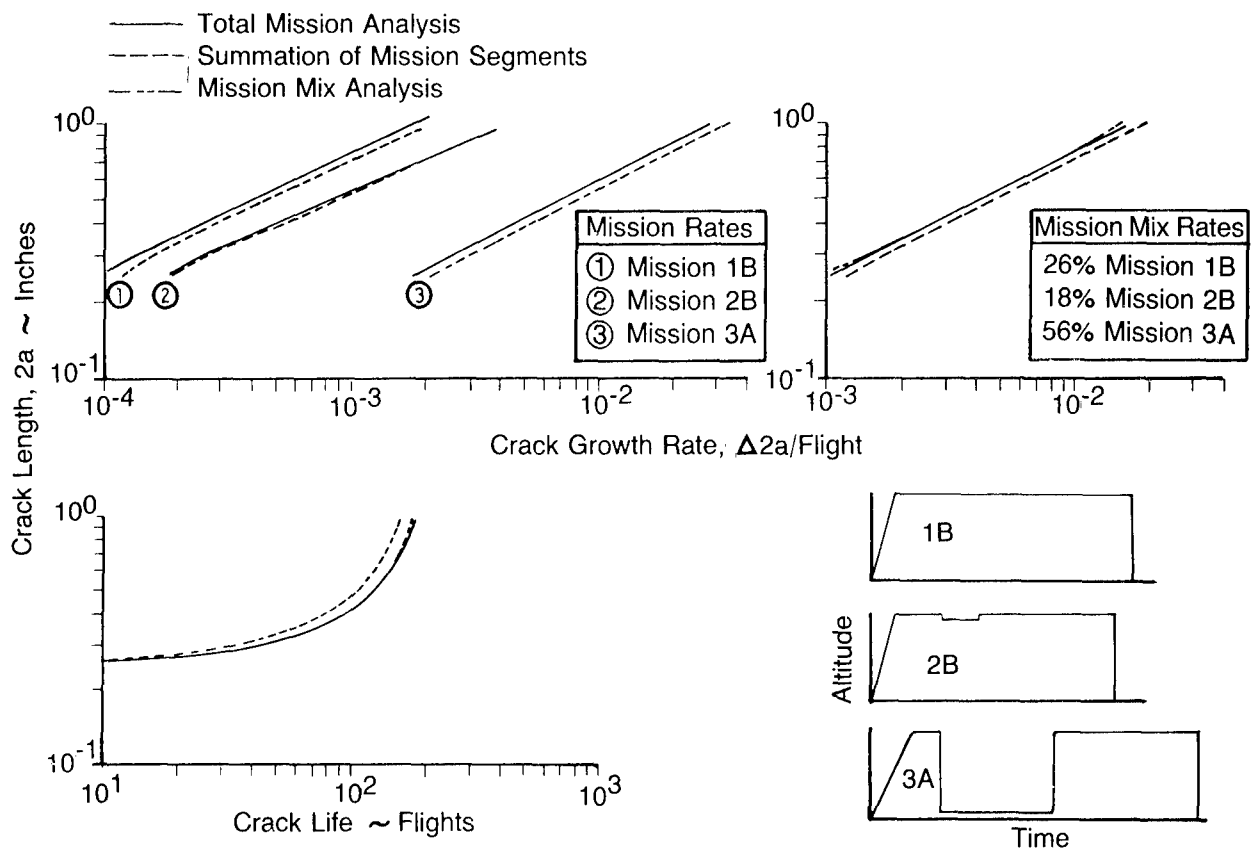 Total Mission Analysis
Summation of Mission Segments
Mission Mix Analysis
Crack Length, 2a ~ Inches
10⁰
10⁻¹
10⁻⁴
10⁻³
10⁻²
① ② ③
Mission Rates
① Mission 1B
② Mission 2B
③ Mission 3A
10⁰
10⁻¹
10⁻³
10⁻²
Mission Mix Rates
26% Mission 1B
18% Mission 2B
56% Mission 3A
Crack Growth Rate, Δ2a/Flight
10⁰
10⁻¹
10¹
10²
10³
Crack Life ~ Flights
1B
2B
3A
Altitude
Time